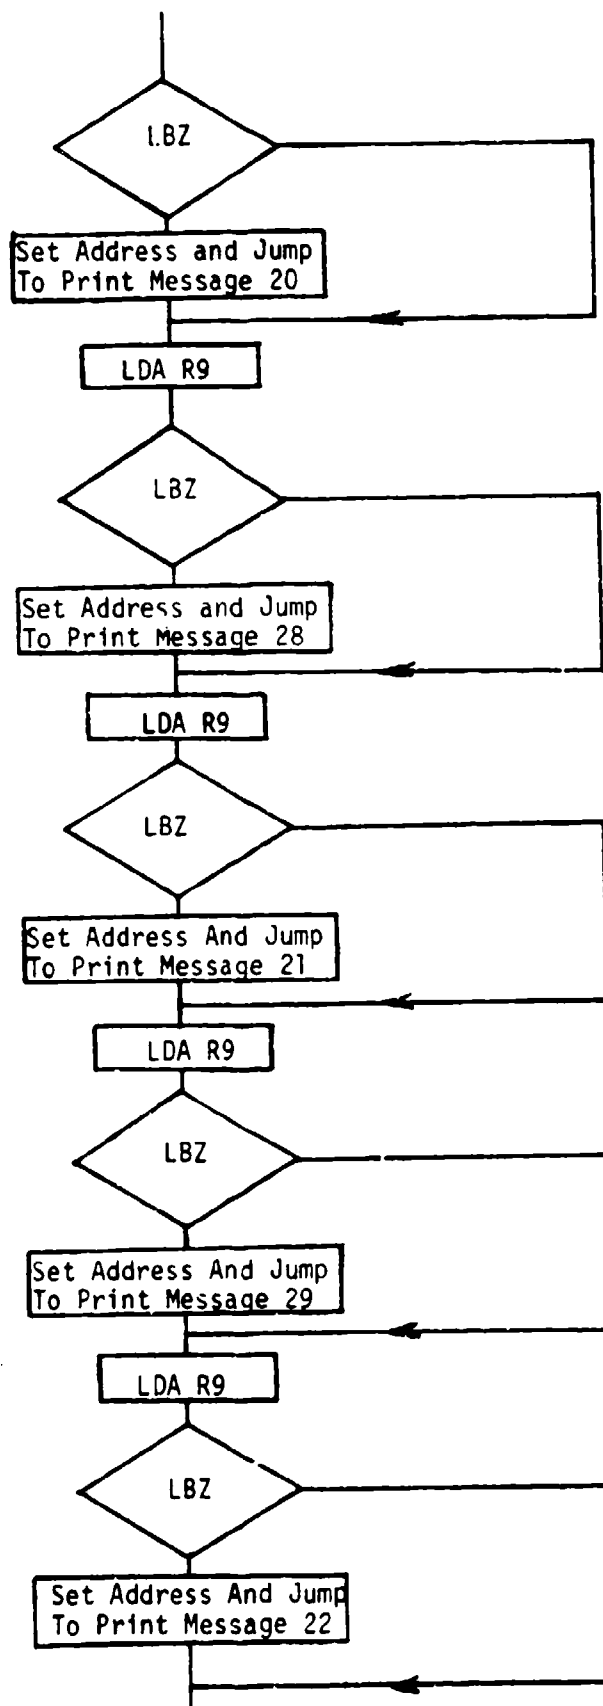 LBZ
Set Address and Jump
To Print Message 20
LDA R9
LBZ
Set Address and Jump
To Print Message 28
LDA R9
LBZ
Set Address And Jump
To Print Message 21
LDA R9
LBZ
Set Address And Jump
To Print Message 29
LDA R9
LBZ
Set Address And Jump
To Print Message 22